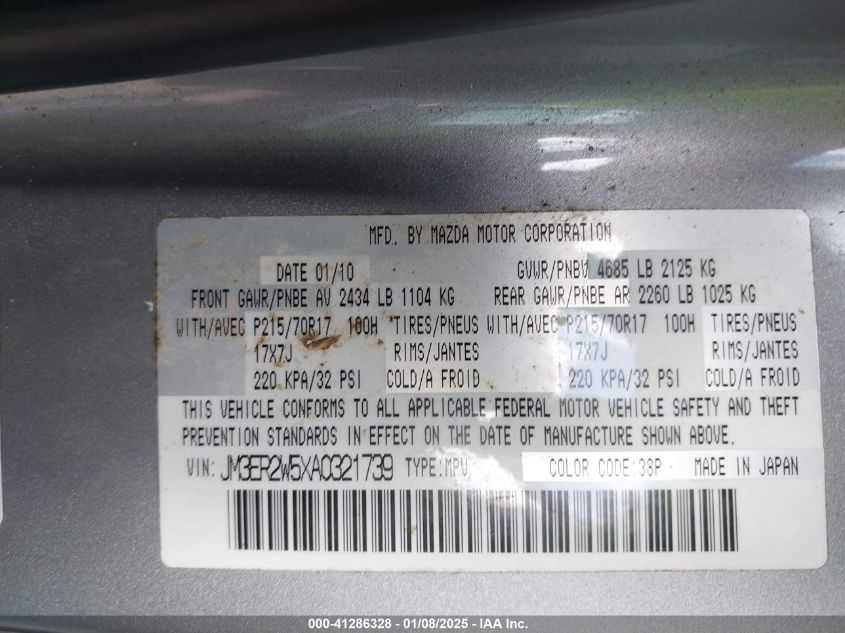 MFD. BY MAZDA MOTOR CORPORATION
DATE 01/10 GVWR/PNBV 4685 LB 2125 KG
FRONT GAWR/PNBE AV 2434 LB 1104 KG REAR GAWR/PNBE AR 2260 LB 1025 KG
WITH/AVEC P215/70R17 100H TIRES/PNEUS WITH/AVEC P215/70R17 100H TIRES/PNEUS
17X7J RIMS/JANTES 17X7J RIMS/JANTES
220 KPA/32 PSI COLD/A FROID 220 KPA/32 PSI COLD/A FROID
THIS VEHICLE CONFORMS TO ALL APPLICABLE FEDERAL MOTOR VEHICLE SAFETY AND THEFT
PREVENTION STANDARDS IN EFFECT ON THE DATE OF MANUFACTURE SHOWN ABOVE.
VIN: JM3ER2W5XA0321739 TYPE:MPV COLOR CODE:38P MADE IN JAPAN
000-41286328 - 01/08/2025 - IAA Inc.